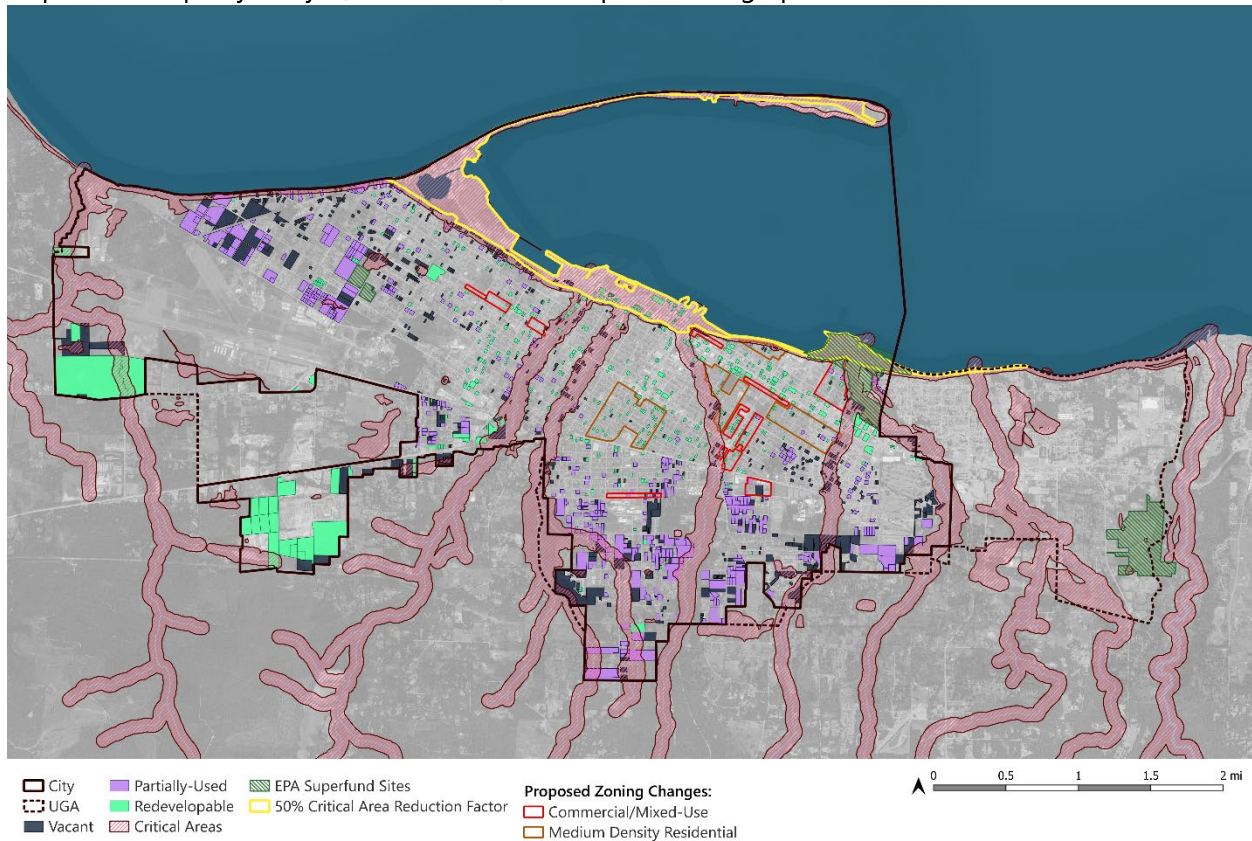 City
UGA
Vacant
Partially-Used
Redevelopable
Critical Areas
EPA Superfund Sites
50% Critical Area Reduction Factor
Proposed Zoning Changes:
Commercial/Mixed-Use
Medium Density Residential
0 0.5 1 1.5 2 mi